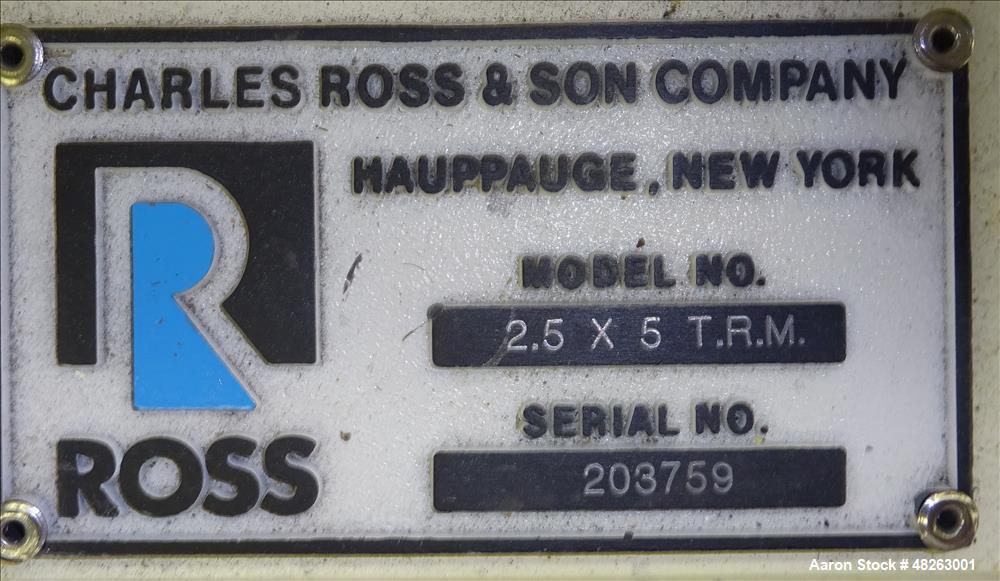 CHARLES ROSS & SON COMPANY
HAUPPAUGE, NEW YORK
R
ROSS
MODEL NO.
2.5 X 5 T.R.M.
SERIAL NO.
203759
Aaron Stock # 48263001